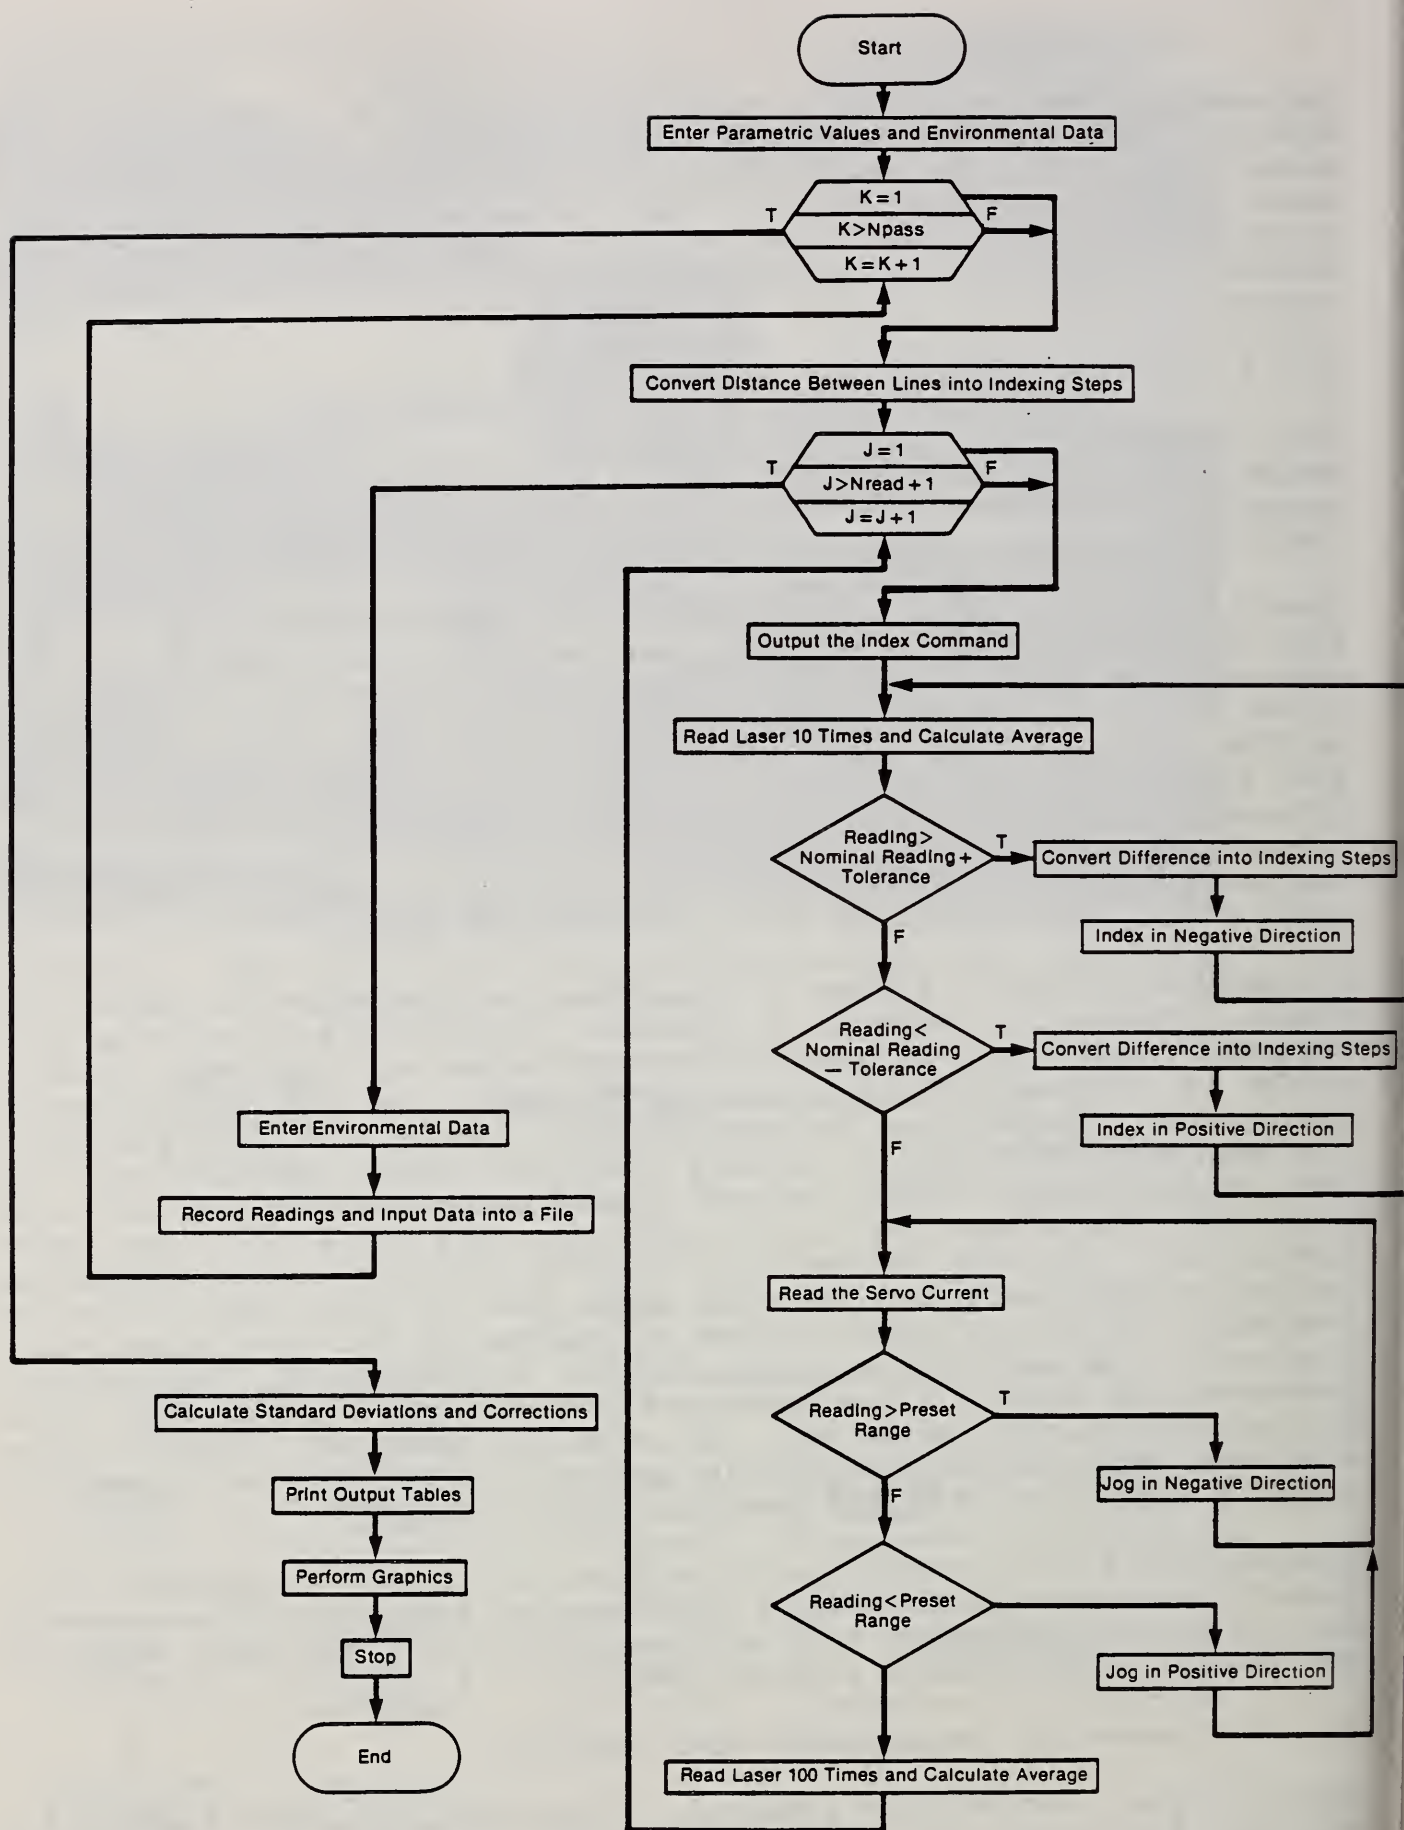 Start
Enter Parametric Values and Environmental Data
K=1
T
F
K>Npass
K=K+1
Convert Distance Between Lines into Indexing Steps
J=1
T
F
J>Nread+1
J=J+1
Output the Index Command
Read Laser 10 Times and Calculate Average
Reading>
Nominal Reading+
Tolerance
T
Convert Difference into Indexing Steps
Index in Negative Direction
F
Reading<
Nominal Reading
— Tolerance
T
Convert Difference into Indexing Steps
Index in Positive Direction
F
Enter Environmental Data
Record Readings and Input Data into a File
Read the Servo Current
Reading>Preset
Range
T
Jog in Negative Direction
F
Reading<Preset
Range
Jog in Positive Direction
Read Laser 100 Times and Calculate Average
Calculate Standard Deviations and Corrections
Print Output Tables
Perform Graphics
Stop
End